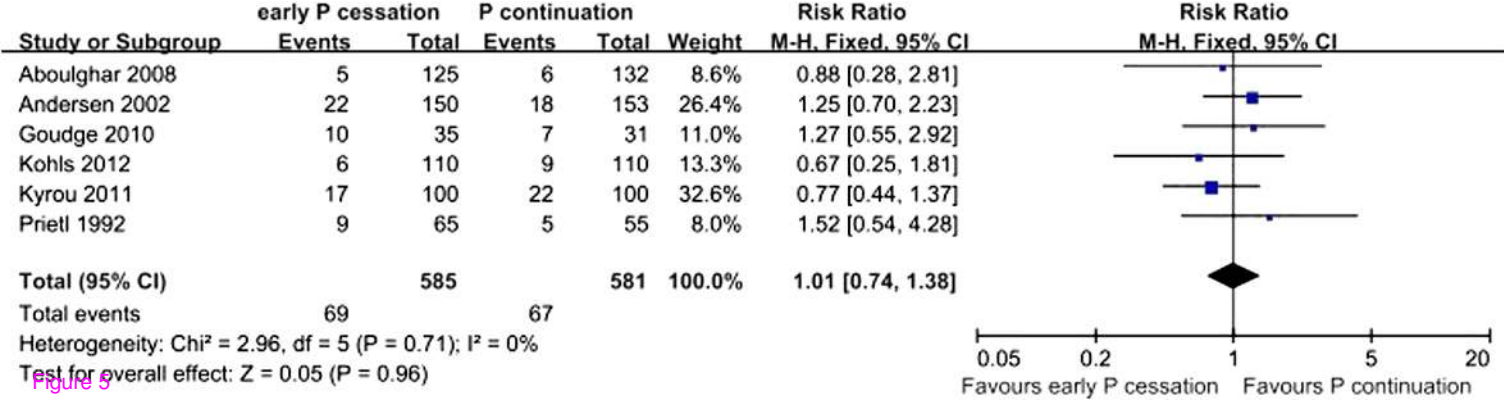 early P cessation P continuation Risk Ratio Risk Ratio
Study or Subgroup Events Total Events Total Weight M-H, Fixed, 95% CI M-H, Fixed, 95% CI
Aboulghar 2008 5 125 6 132 8.6% 0.88 [0.28, 2.81]
Andersen 2002 22 150 18 153 26.4% 1.25 [0.70, 2.23]
Goudge 2010 10 35 7 31 11.0% 1.27 [0.55, 2.92]
Kohls 2012 6 110 9 110 13.3% 0.67 [0.25, 1.81]
Kyrou 2011 17 100 22 100 32.6% 0.77 [0.44, 1.37]
Prietl 1992 9 65 5 55 8.0% 1.52 [0.54, 4.28]
Total (95% CI) 585 581 100.0% 1.01 [0.74, 1.38]
Total events 69 67
Heterogeneity: Chi² = 2.96, df = 5 (P = 0.71); I² = 0%
Test for overall effect: Z = 0.05 (P = 0.96)
0.05 0.2 1 5 20
Favours early P cessation Favours P continuation
Figure 5